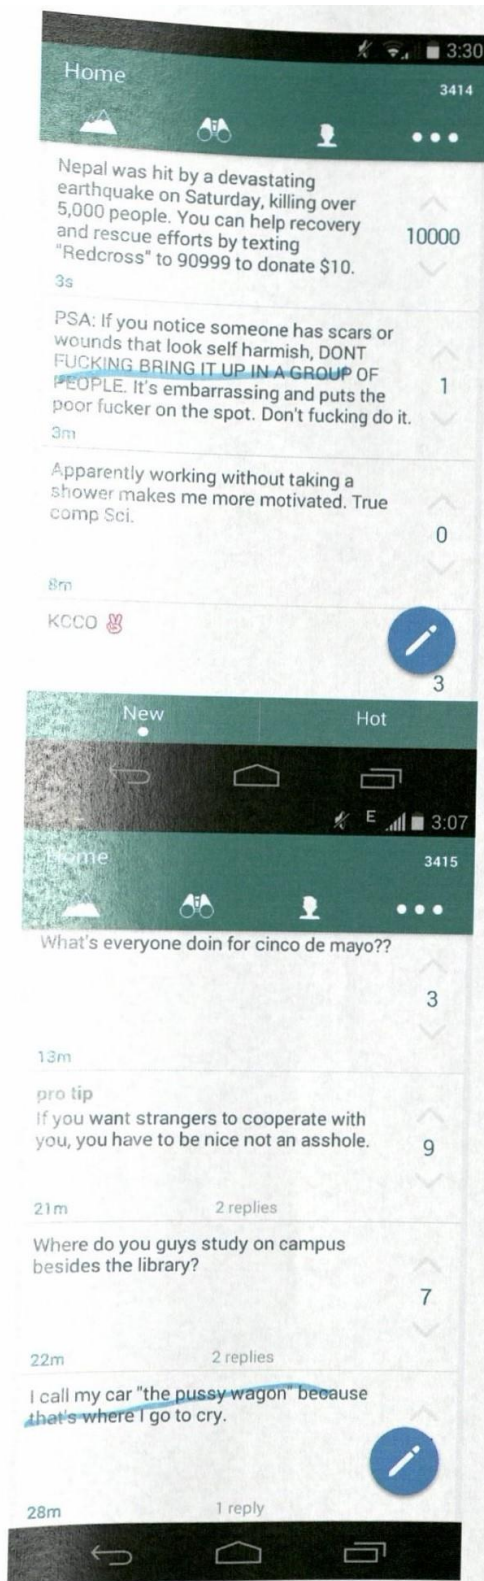 3:30
Home
3414
Nepal was hit by a devastating
earthquake on Saturday, killing over
5,000 people. You can help recovery
and rescue efforts by texting
"Redcross" to 90999 to donate $10.
10000
3s
PSA: If you notice someone has scars or
wounds that look self harmish, DONT
FUCKING BRING IT UP IN A GROUP OF
PEOPLE. It's embarrassing and puts the
poor fucker on the spot. Don't fucking do it.
1
3m
Apparently working without taking a
shower makes me more motivated. True
comp Sci.
0
8m
KCCO ✌
3
New Hot
E 3:07
Home
3415
What's everyone doin for cinco de mayo??
3
13m
pro tip
If you want strangers to cooperate with
you, you have to be nice not an asshole.
9
21m 2 replies
Where do you guys study on campus
besides the library?
7
22m 2 replies
I call my car "the pussy wagon" because
that's where I go to cry.
28m 1 reply